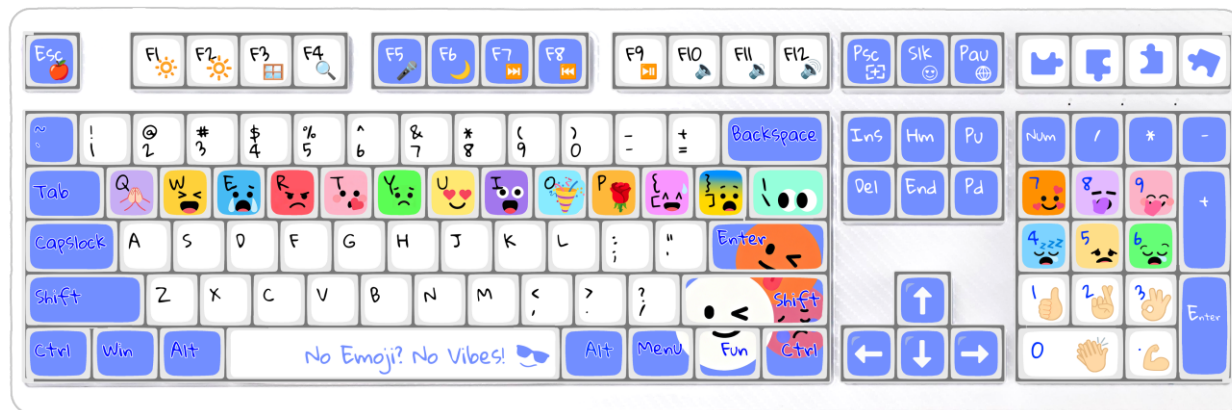 Esc F1 F2 F3 F4 F5 F6 F7 F8 F9 F10 F11 F12 Psc Slk Pau
~ ! @ # $ % ^ & * ( ) - + Backspace Ins Hm Pu Num / * -
1 2 3 4 5 6 7 8 9 0 - =
Tab Q W E R T Y U I O P { } | Del End Pd 7 8 9 +
[ ] \
Capslock A S D F G H J K L : " Enter 4 zzz 5 6
; '
Shift Z X C V B N M < > ? Shift 1 2 3 Enter
, . /
Ctrl Win Alt No Emoji? No Vibes! Alt Menu Fun Ctrl 0 .